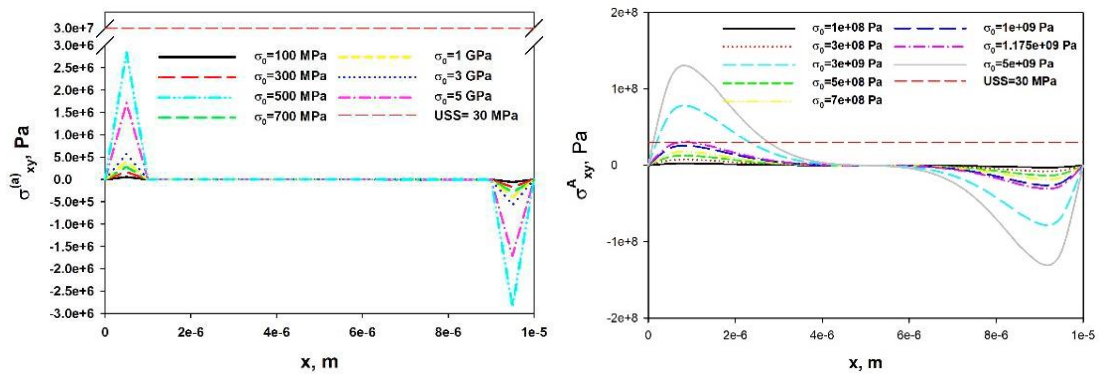 3.0e+7
3.0e+6
2.5e+6
2.0e+6
1.5e+6
1.0e+6
5.0e+5
0.0
-5.0e+5
-1.0e+6
-1.5e+6
-2.0e+6
-2.5e+6
-3.0e+6
σ(a)xy, Pa
σ0=100 MPa
σ0=300 MPa
σ0=500 MPa
σ0=700 MPa
σ0=1 GPa
σ0=3 GPa
σ0=5 GPa
USS= 30 MPa
0 2e-6 4e-6 6e-6 8e-6 1e-5
x, m
2e+8
1e+8
0
-1e+8
-2e+8
σAxy, Pa
σ0=1e+08 Pa
σ0=3e+08 Pa
σ0=3e+09 Pa
σ0=5e+08 Pa
σ0=7e+08 Pa
σ0=1e+09 Pa
σ0=1.175e+09 Pa
σ0=5e+09 Pa
USS=30 MPa
0 2e-6 4e-6 6e-6 8e-6 1e-5
x, m